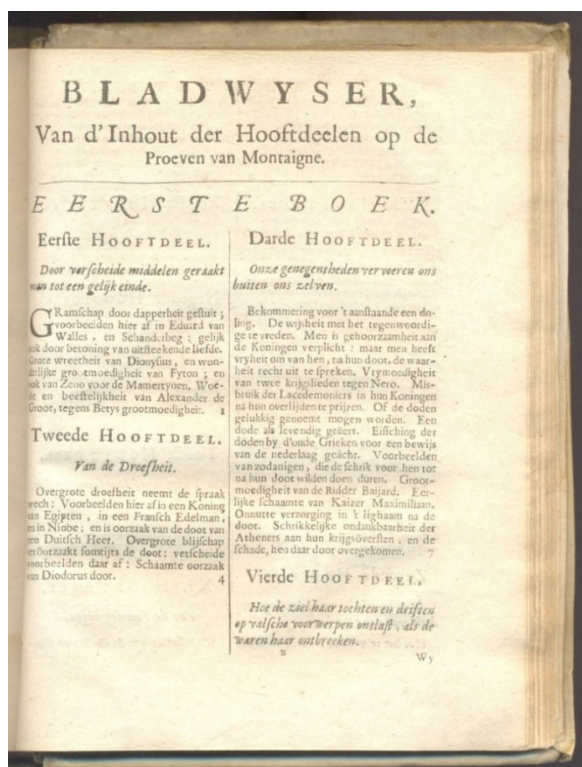 BLADWYSER,
Van d'Inhout der Hooftdeelen op de
Proeven van Montaigne.
EERSTE BOEK.
Eerste HOOFTDEEL.
Door verscheide middelen geraakt
men tot een gelijk einde.
GRamschap door dapperheit gestuit;
voorbeelden hier af in Eduard van
Walles, en Schanderbeg: gelijk
ook door betoning van uitsteekende liefde.
Grote wreetheit van Dionysius, en won-
derlijke grootmoedigheit van Fyton; en
ook van Zeno voor de Mamertynen. Woe-
de en beestelijkheit van Alexander de
Groot, tegens Betys grootmoedigheit. 1
Tweede HOOFTDEEL.
Van de Droefheit.
Overgrote droefheit neemt de spraak
wech: Voorbeelden hier af in een Koning
van Egipten, in een Fransch Edelman,
en in Niobe; en is oorzaak van de doot van
een Duitsch Heer. Overgrote blijschap
veröorzaakt somtijts de doot: verscheide
voorbeelden daar af: Schaamte oorzaak
van Diodorus doot. 4
Darde HOOFTDEEL.
Onze genegentheden vervoeren ons
buiten ons zelven.
Bekommering voor 't aanstaande een do-
ling. De wijsheit met het tegenwoordi-
ge te vreden. Men is gehoorzaamheit aan
de Koningen verplicht: maar men heeft
vryheit om van hen, na hun doot, de waar-
heit recht uit te spreken. Vrymoedigheit
van twee krijgslieden tegen Nero. Mis-
bruik der Lacedemoniers in hun Koningen
na hun overlijden te prijzen. Of de doden
gelukkig genoemt mogen worden. Een
dode als levendig geëert. Eissching der
doden by d'oude Grieken voor een bewijs
van de nederlaag geächt. Voorbeelden
van zodanigen, die de schrik voor hen tot
na hun doot wilden doen duren. Groot-
moedigheit van de Ridder Baijard. Eer-
lijke schaamte van Kaizer Maximiliaan.
Onnutte verzorging in 't lighaam na de
doot. Schrikkelijke ondankbaarheit der
Atheners aan hun krijgsöversten, en de
schade, hen daar door overgekomen. 7
Vierde HOOFTDEEL.
Hoe de ziel haar tochten en driften
op valsche voorwerpen ontlast, als de
waren haar ontbreeken.
B
Wy